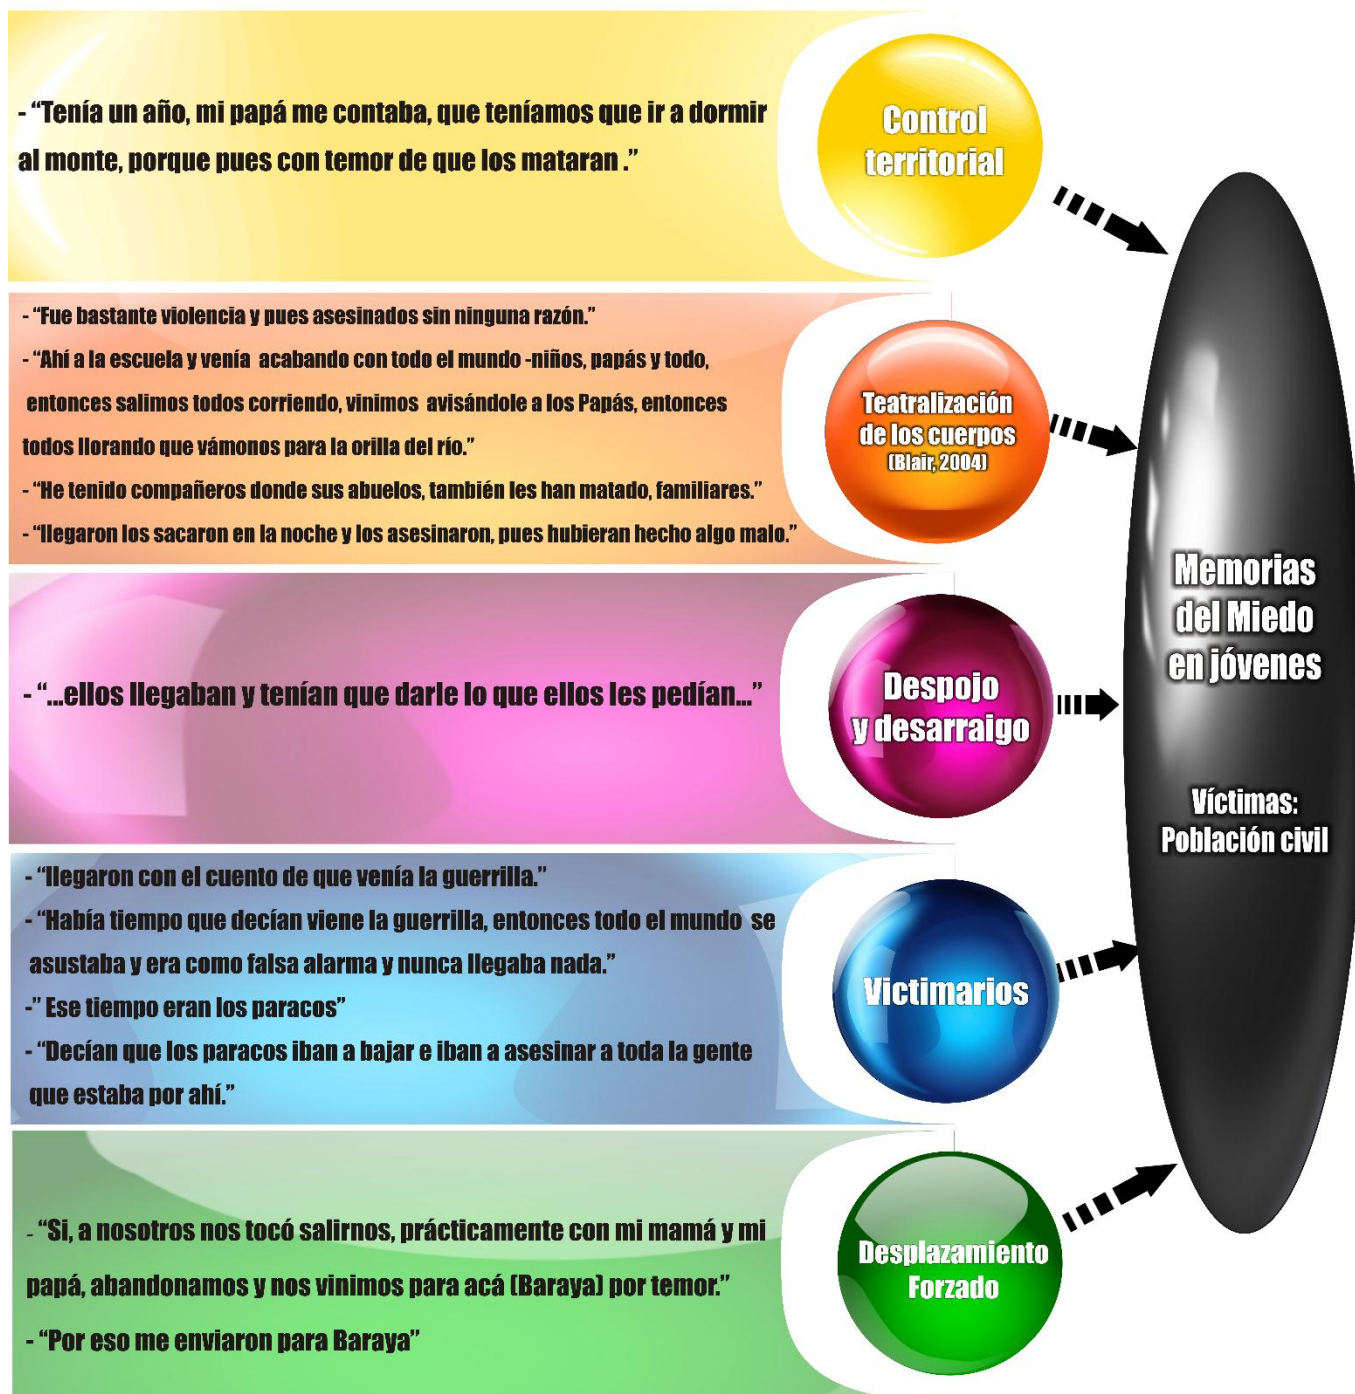 - “Tenía un año, mi papá me contaba, que teníamos que ir a dormir
al monte, porque pues con temor de que los mataran .”
Control
territorial
- “Fue bastante violencia y pues asesinados sin ninguna razón.”
- “Ahí a la escuela y venía acabando con todo el mundo -niños, papás y todo,
entonces salimos todos corriendo, vinimos avisándole a los Papás, entonces
todos llorando que vámonos para la orilla del río.”
- “He tenido compañeros donde sus abuelos, también les han matado, familiares.”
- “llegaron los sacaron en la noche y los asesinaron, pues hubieran hecho algo malo.”
Teatralización
de los cuerpos
(Blair, 2004)
- “...ellos llegaban y tenían que darle lo que ellos les pedían...”
Despojo
y desarraigo
- “llegaron con el cuento de que venía la guerrilla.”
- “Había tiempo que decían viene la guerrilla, entonces todo el mundo se
asustaba y era como falsa alarma y nunca llegaba nada.”
-” Ese tiempo eran los paracos”
- “Decían que los paracos iban a bajar e iban a asesinar a toda la gente
que estaba por ahí.”
Victimarios
- “Si, a nosotros nos tocó salirnos, prácticamente con mi mamá y mi
papá, abandonamos y nos vinimos para acá (Baraya) por temor.”
- “Por eso me enviaron para Baraya”
Desplazamiento
Forzado
Memorias
del Miedo
en jóvenes
Víctimas:
Población civil